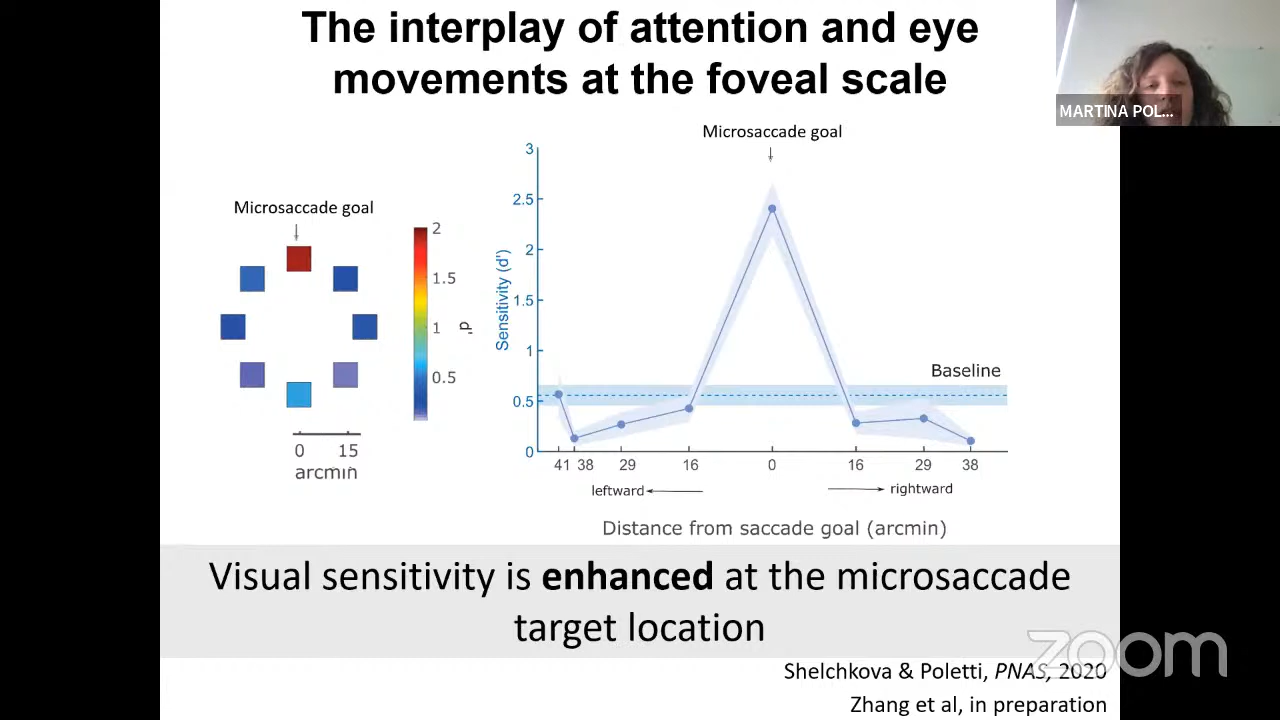 The interplay of attention and eye
movements at the foveal scale
MARTINA POL...
Microsaccade goal
Microsaccade goal
2
1.5
1
0.5
d'
0 15
arcmin
3
2.5
2
1.5
1
0.5
0
Sensitivity (d')
Baseline
41 38 29 16 0 16 29 38
leftward rightward
Distance from saccade goal (arcmin)
Visual sensitivity is enhanced at the microsaccade
target location
zoom
Shelchkova & Poletti, PNAS, 2020
Zhang et al, in preparation